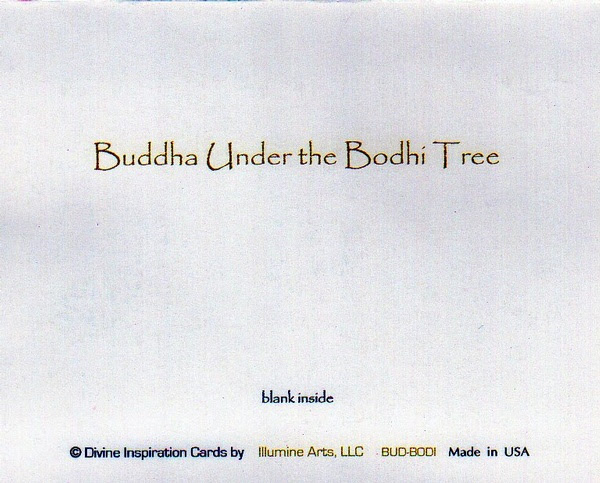 Buddha Under the Bodhi Tree
blank inside
© Divine Inspiration Cards by Illumine Arts, LLC BUD-BODI Made in USA